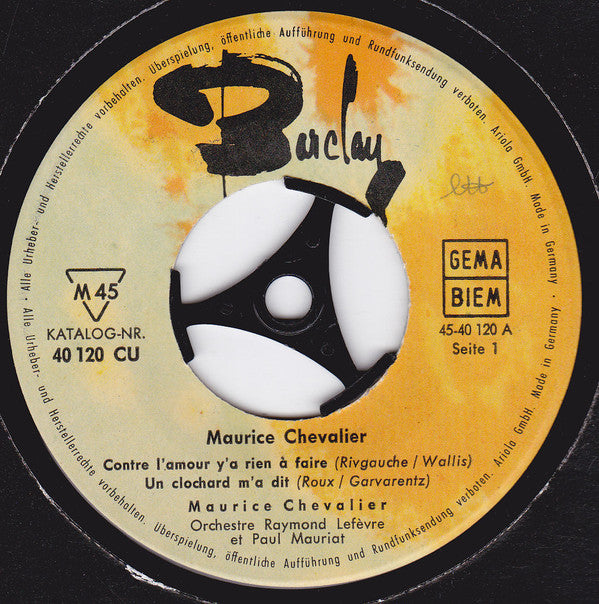 Alle Urheber- und Herstellerrechte vorbehalten. Überspielung, öffentliche Aufführung und Rundfunksendung verboten. Ariola GmbH. Made in Germany ·
Barclay
M 45
KATALOG-NR.
40 120 CU
GEMA
BIEM
45-40 120 A
Seite 1
Maurice Chevalier
Contre l'amour y'a rien à faire (Rivgauche / Wallis)
Un clochard m'a dit (Roux / Garvarentz)
Maurice Chevalier
Orchestre Raymond Lefèvre
et Paul Mauriat
· Alle Urheber- und Herstellerrechte vorbehalten. Überspielung, öffentliche Aufführung und Rundfunksendung verboten. Ariola GmbH. Made in Germany